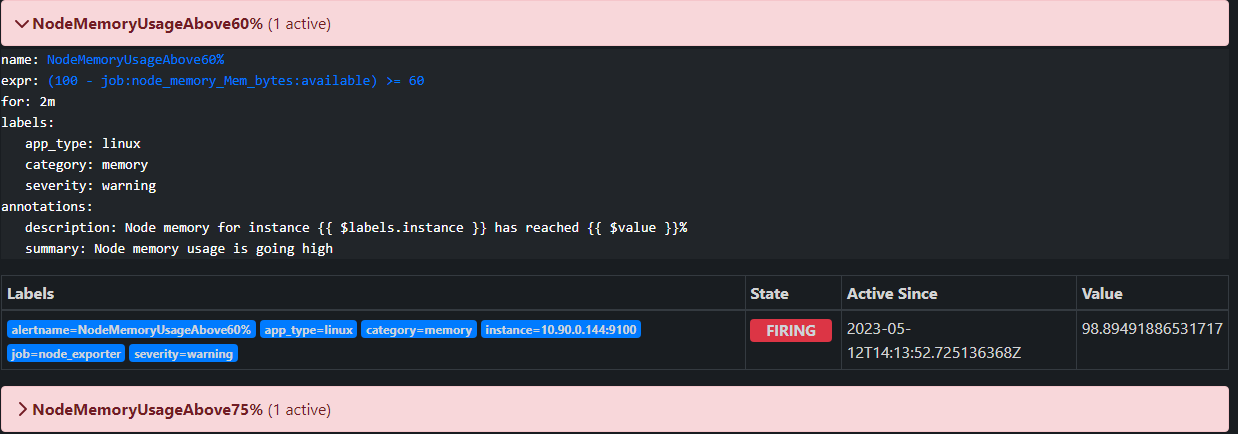 NodeMemoryUsageAbove60% (1 active)
name: NodeMemoryUsageAbove60%
expr: (100 - job:node_memory_Mem_bytes:available) >= 60
for: 2m
labels:
app_type: linux
category: memory
severity: warning
annotations:
description: Node memory for instance {{ $labels.instance }} has reached {{ $value }}%
summary: Node memory usage is going high
Labels State Active Since Value
alertname=NodeMemoryUsageAbove60% app_type=linux category=memory instance=10.90.0.144:9100 FIRING 2023-05- 98.89491886531717
job=node_exporter severity=warning 12T14:13:52.725136368Z
NodeMemoryUsageAbove75% (1 active)